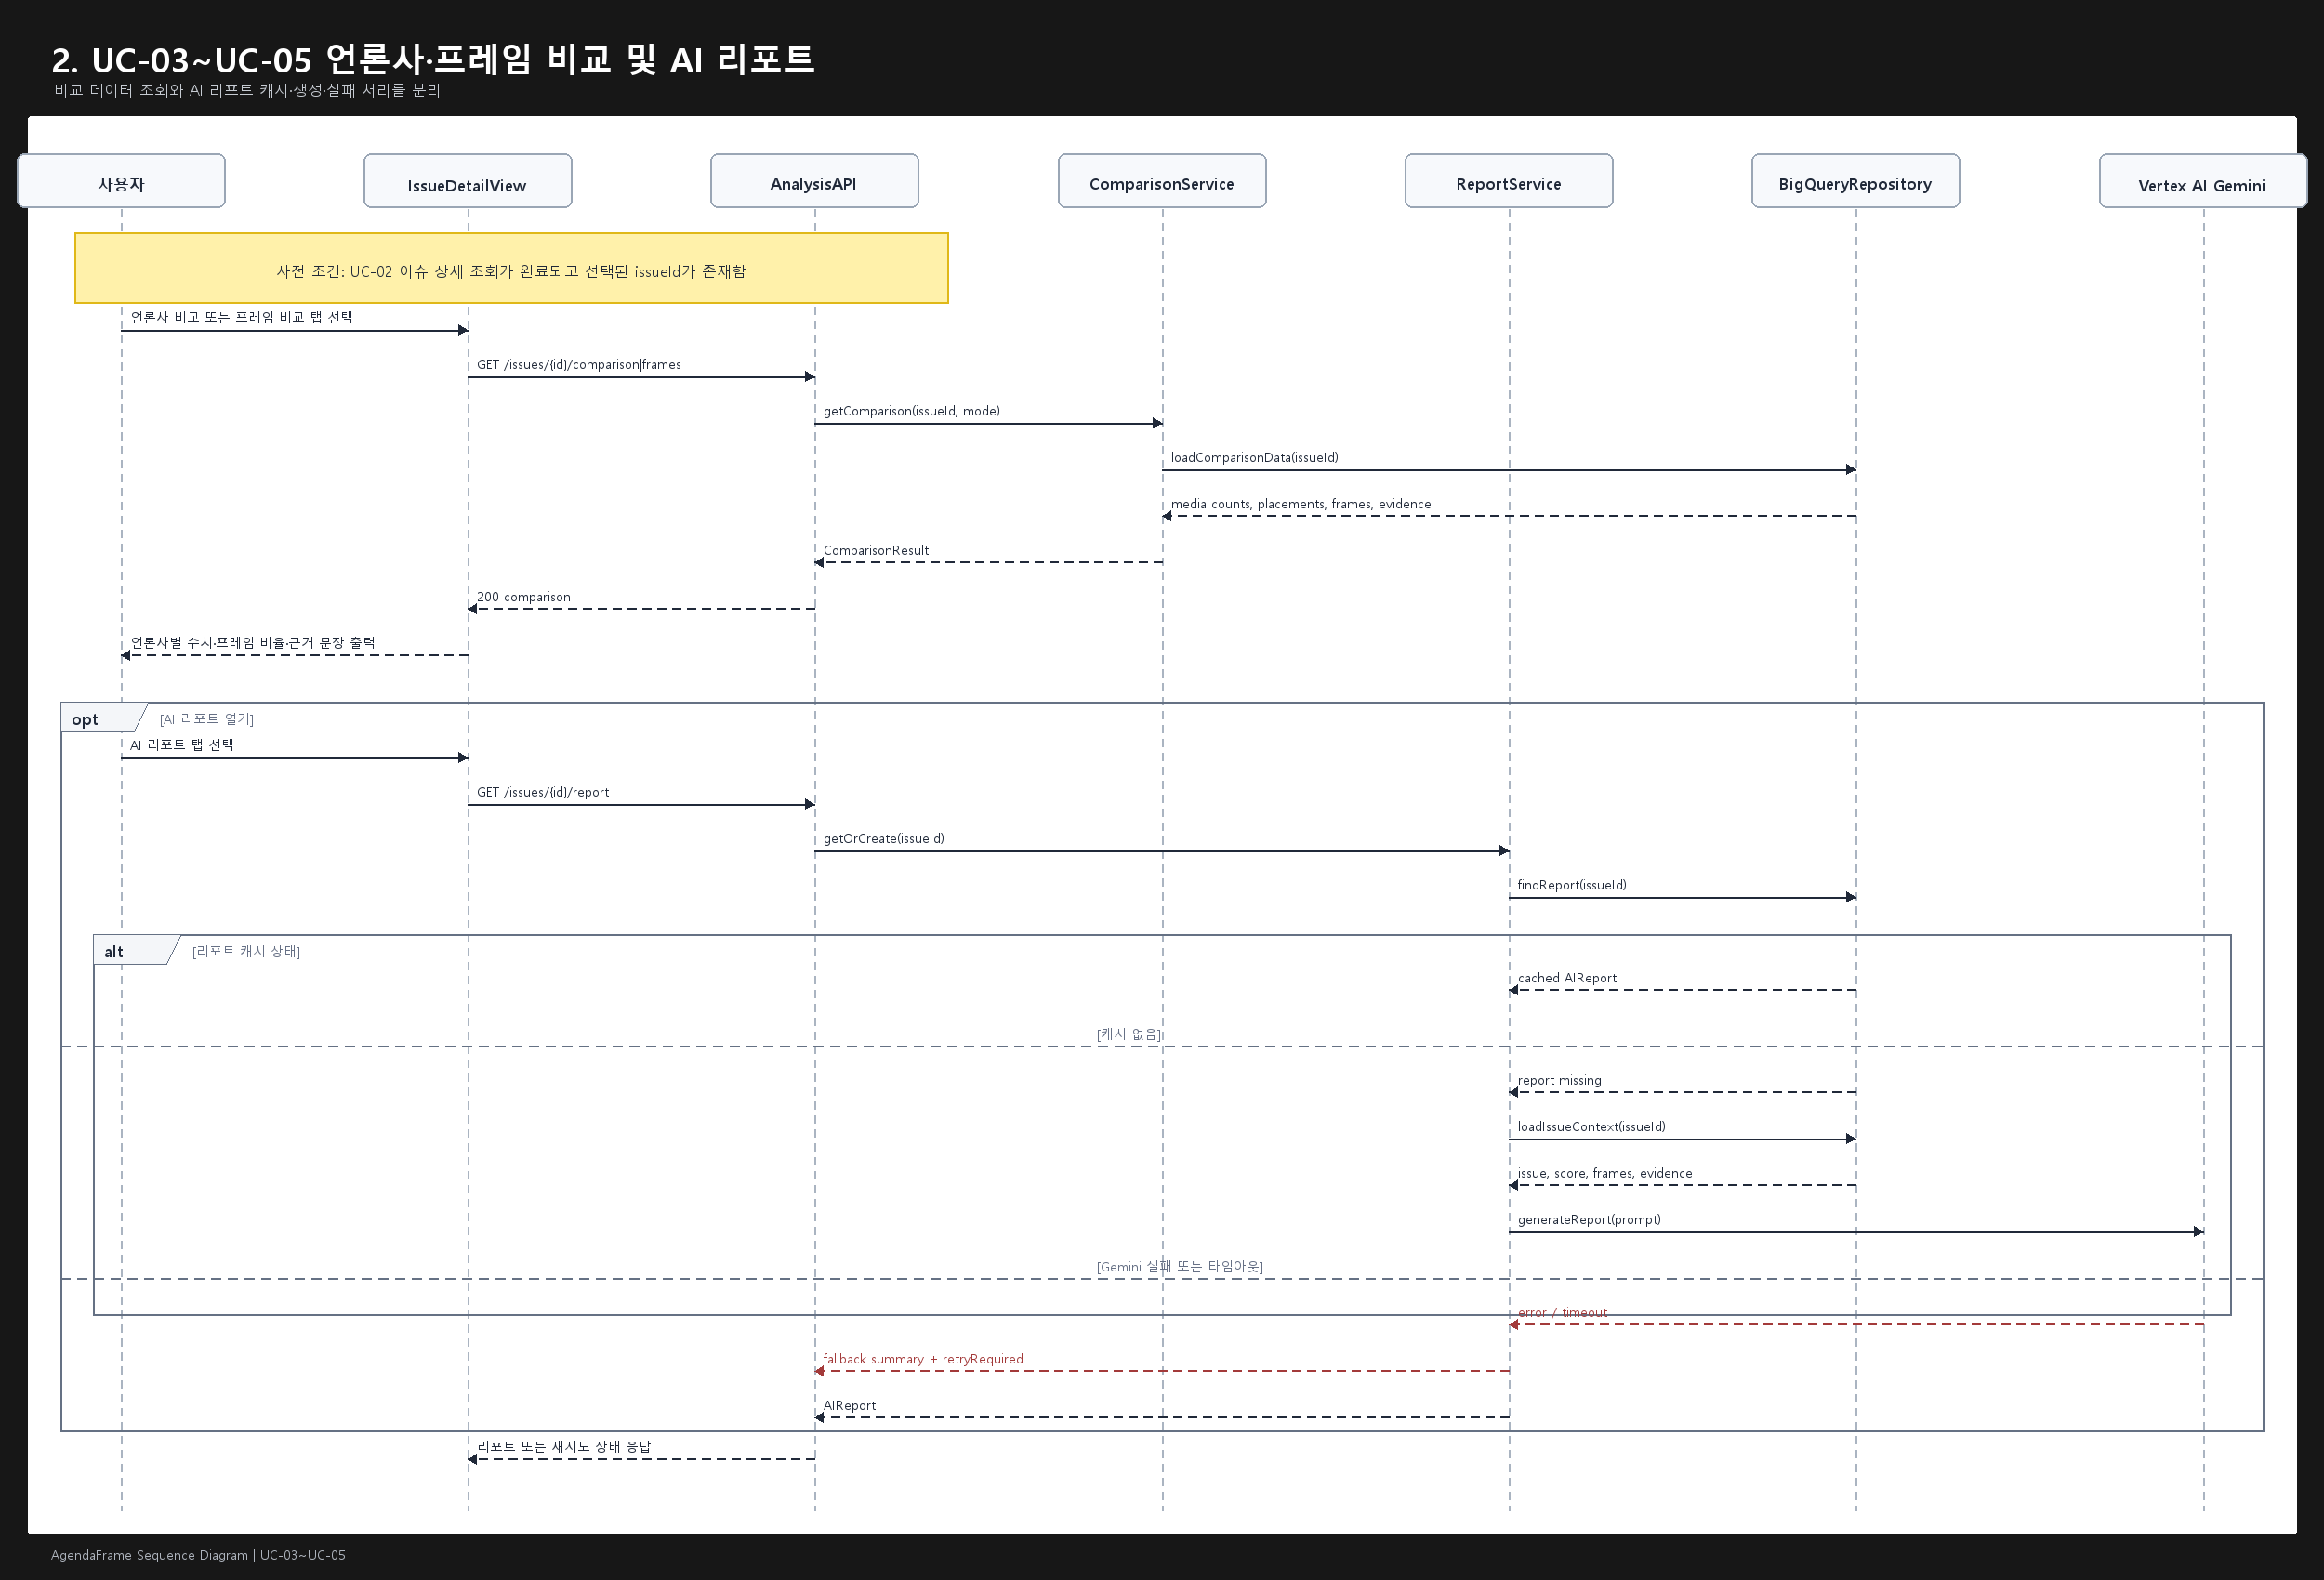 2. UC-03~UC-05 언론사·프레임 비교 및 AI 리포트
비교 데이터 조회와 AI 리포트 캐시·생성·실패 처리를 분리
사용자
IssueDetailView
AnalysisAPI
ComparisonService
ReportService
BigQueryRepository
Vertex AI Gemini
사전 조건: UC-02 이슈 상세 조회가 완료되고 선택된 issueId가 존재함
언론사 비교 또는 프레임 비교 탭 선택
GET /issues/{id}/comparison|frames
getComparison(issueId, mode)
loadComparisonData(issueId)
media counts, placements, frames, evidence
ComparisonResult
200 comparison
언론사별 수치·프레임 비율·근거 문장 출력
opt
[AI 리포트 열기]
AI 리포트 탭 선택
GET /issues/{id}/report
getOrCreate(issueId)
findReport(issueId)
alt
[리포트 캐시 상태]
cached AIReport
[캐시 없음]
report missing
loadIssueContext(issueId)
issue, score, frames, evidence
generateReport(prompt)
[Gemini 실패 또는 타임아웃]
error / timeout
fallback summary + retryRequired
AIReport
리포트 또는 재시도 상태 응답
AgendaFrame Sequence Diagram | UC-03~UC-05